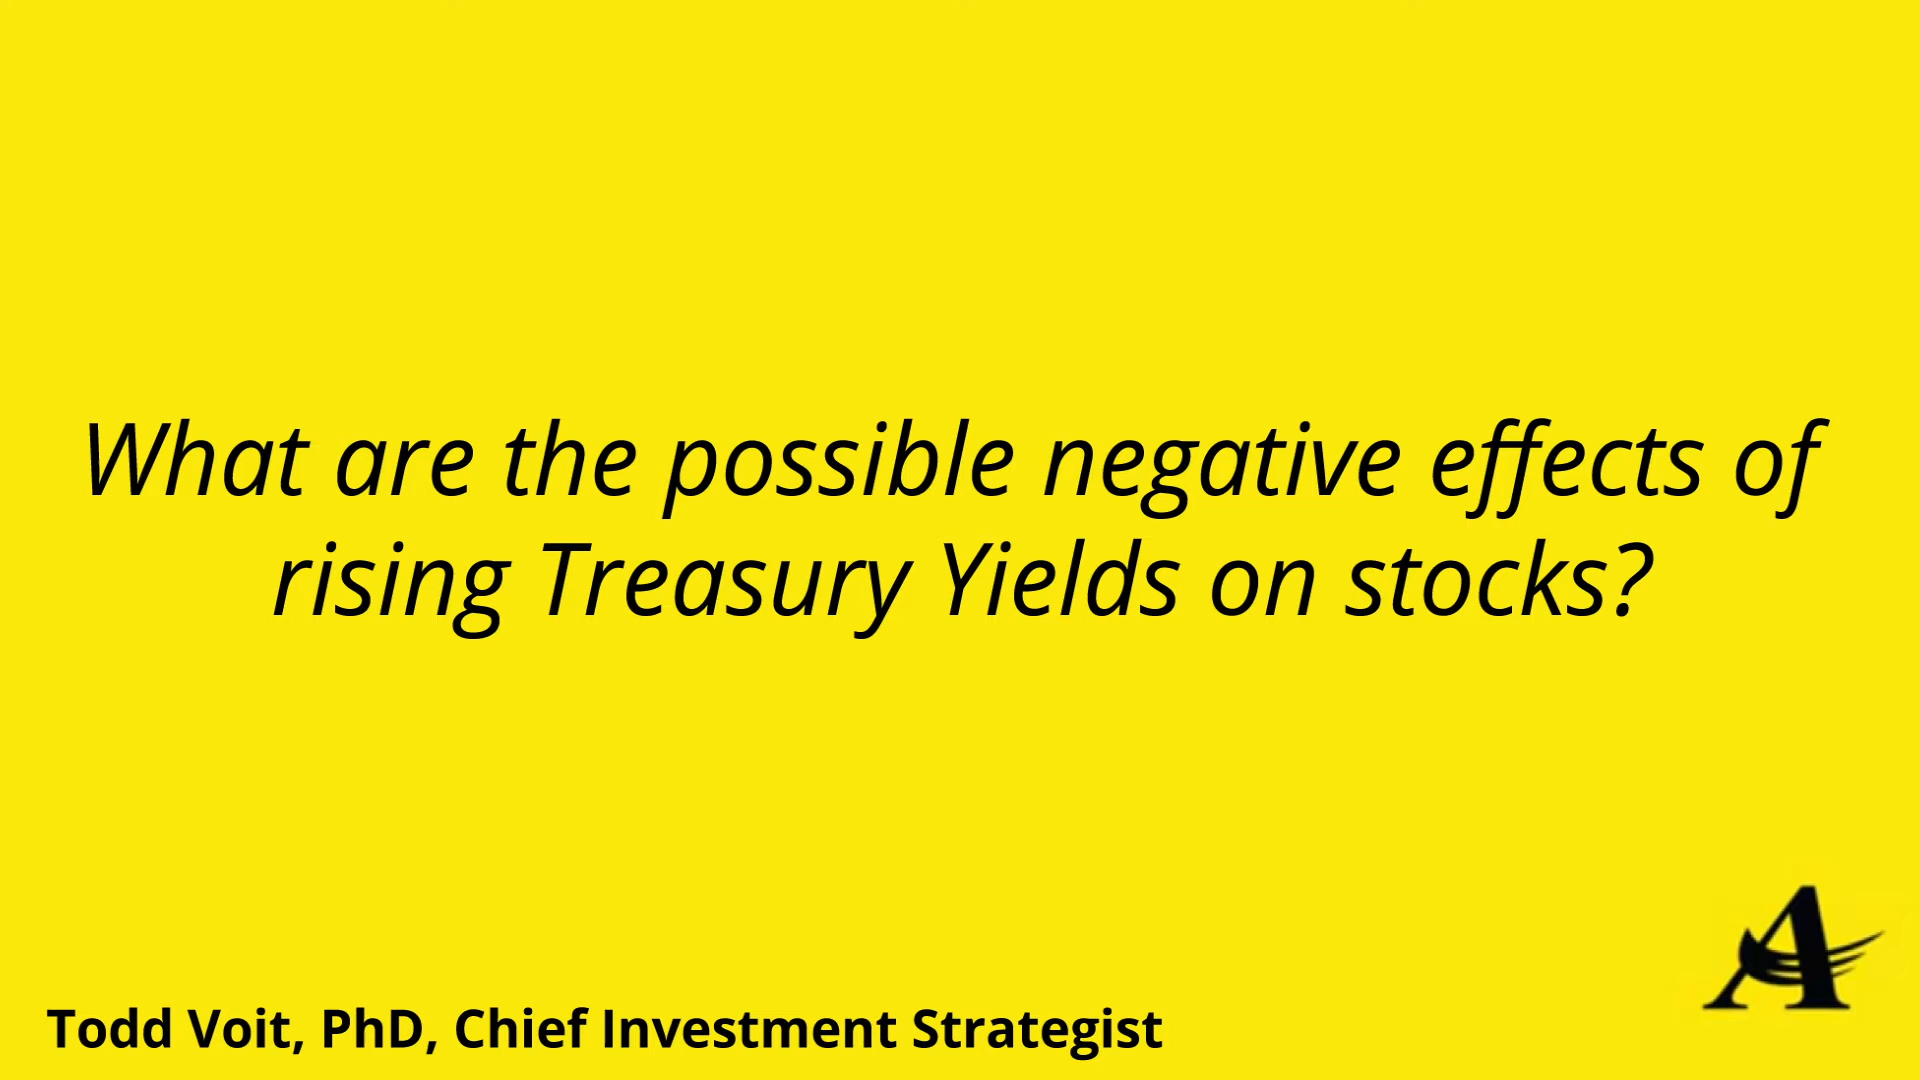 What are the possible negative effects of
rising Treasury Yields on stocks?
A
Todd Voit, PhD, Chief Investment Strategist